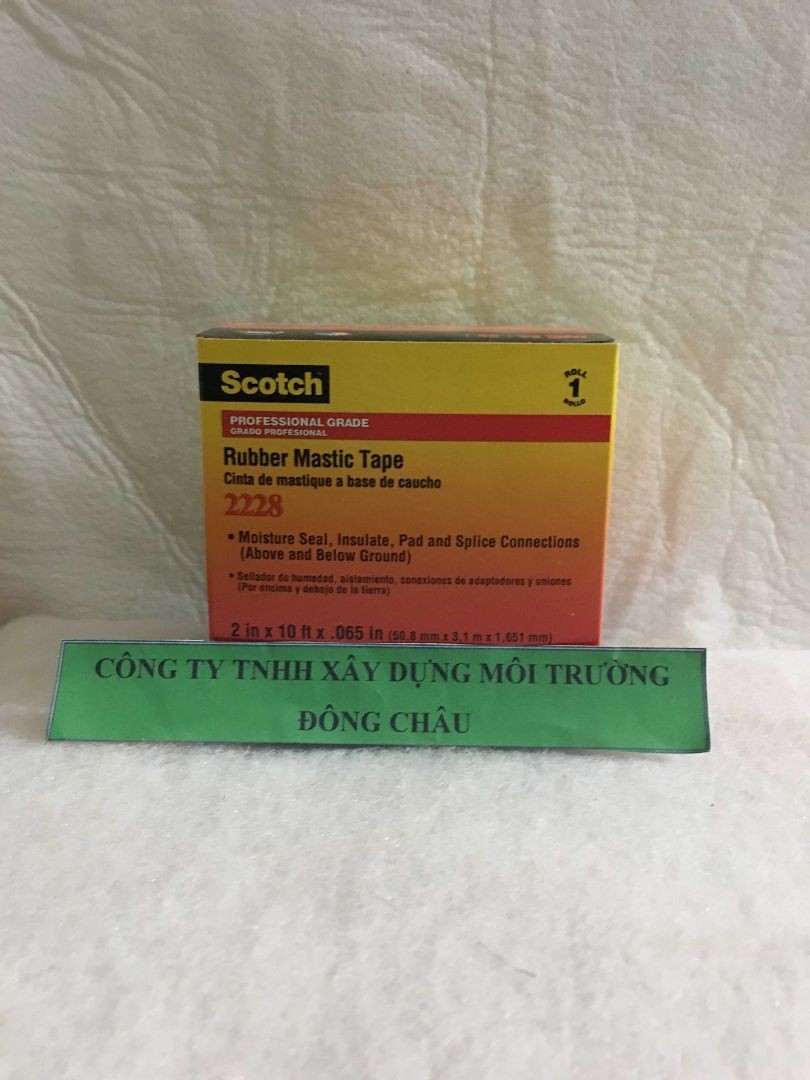 Scotch
ROLL
1
ROLLO
PROFESSIONAL GRADE
GRADO PROFESIONAL
Rubber Mastic Tape
Cinta de mastique a base de caucho
2228
• Moisture Seal, Insulate, Pad and Splice Connections
(Above and Below Ground)
• Sellador de humedad, aislamiento, conexiones de adaptadores y uniones
(Por encima y debajo de la tierra)
2 in x 10 ft x .065 in (50,8 mm x 3,1 m x 1,651 mm)
CÔNG TY TNHH XÂY DỰNG MÔI TRƯỜNG
ĐÔNG CHÂU